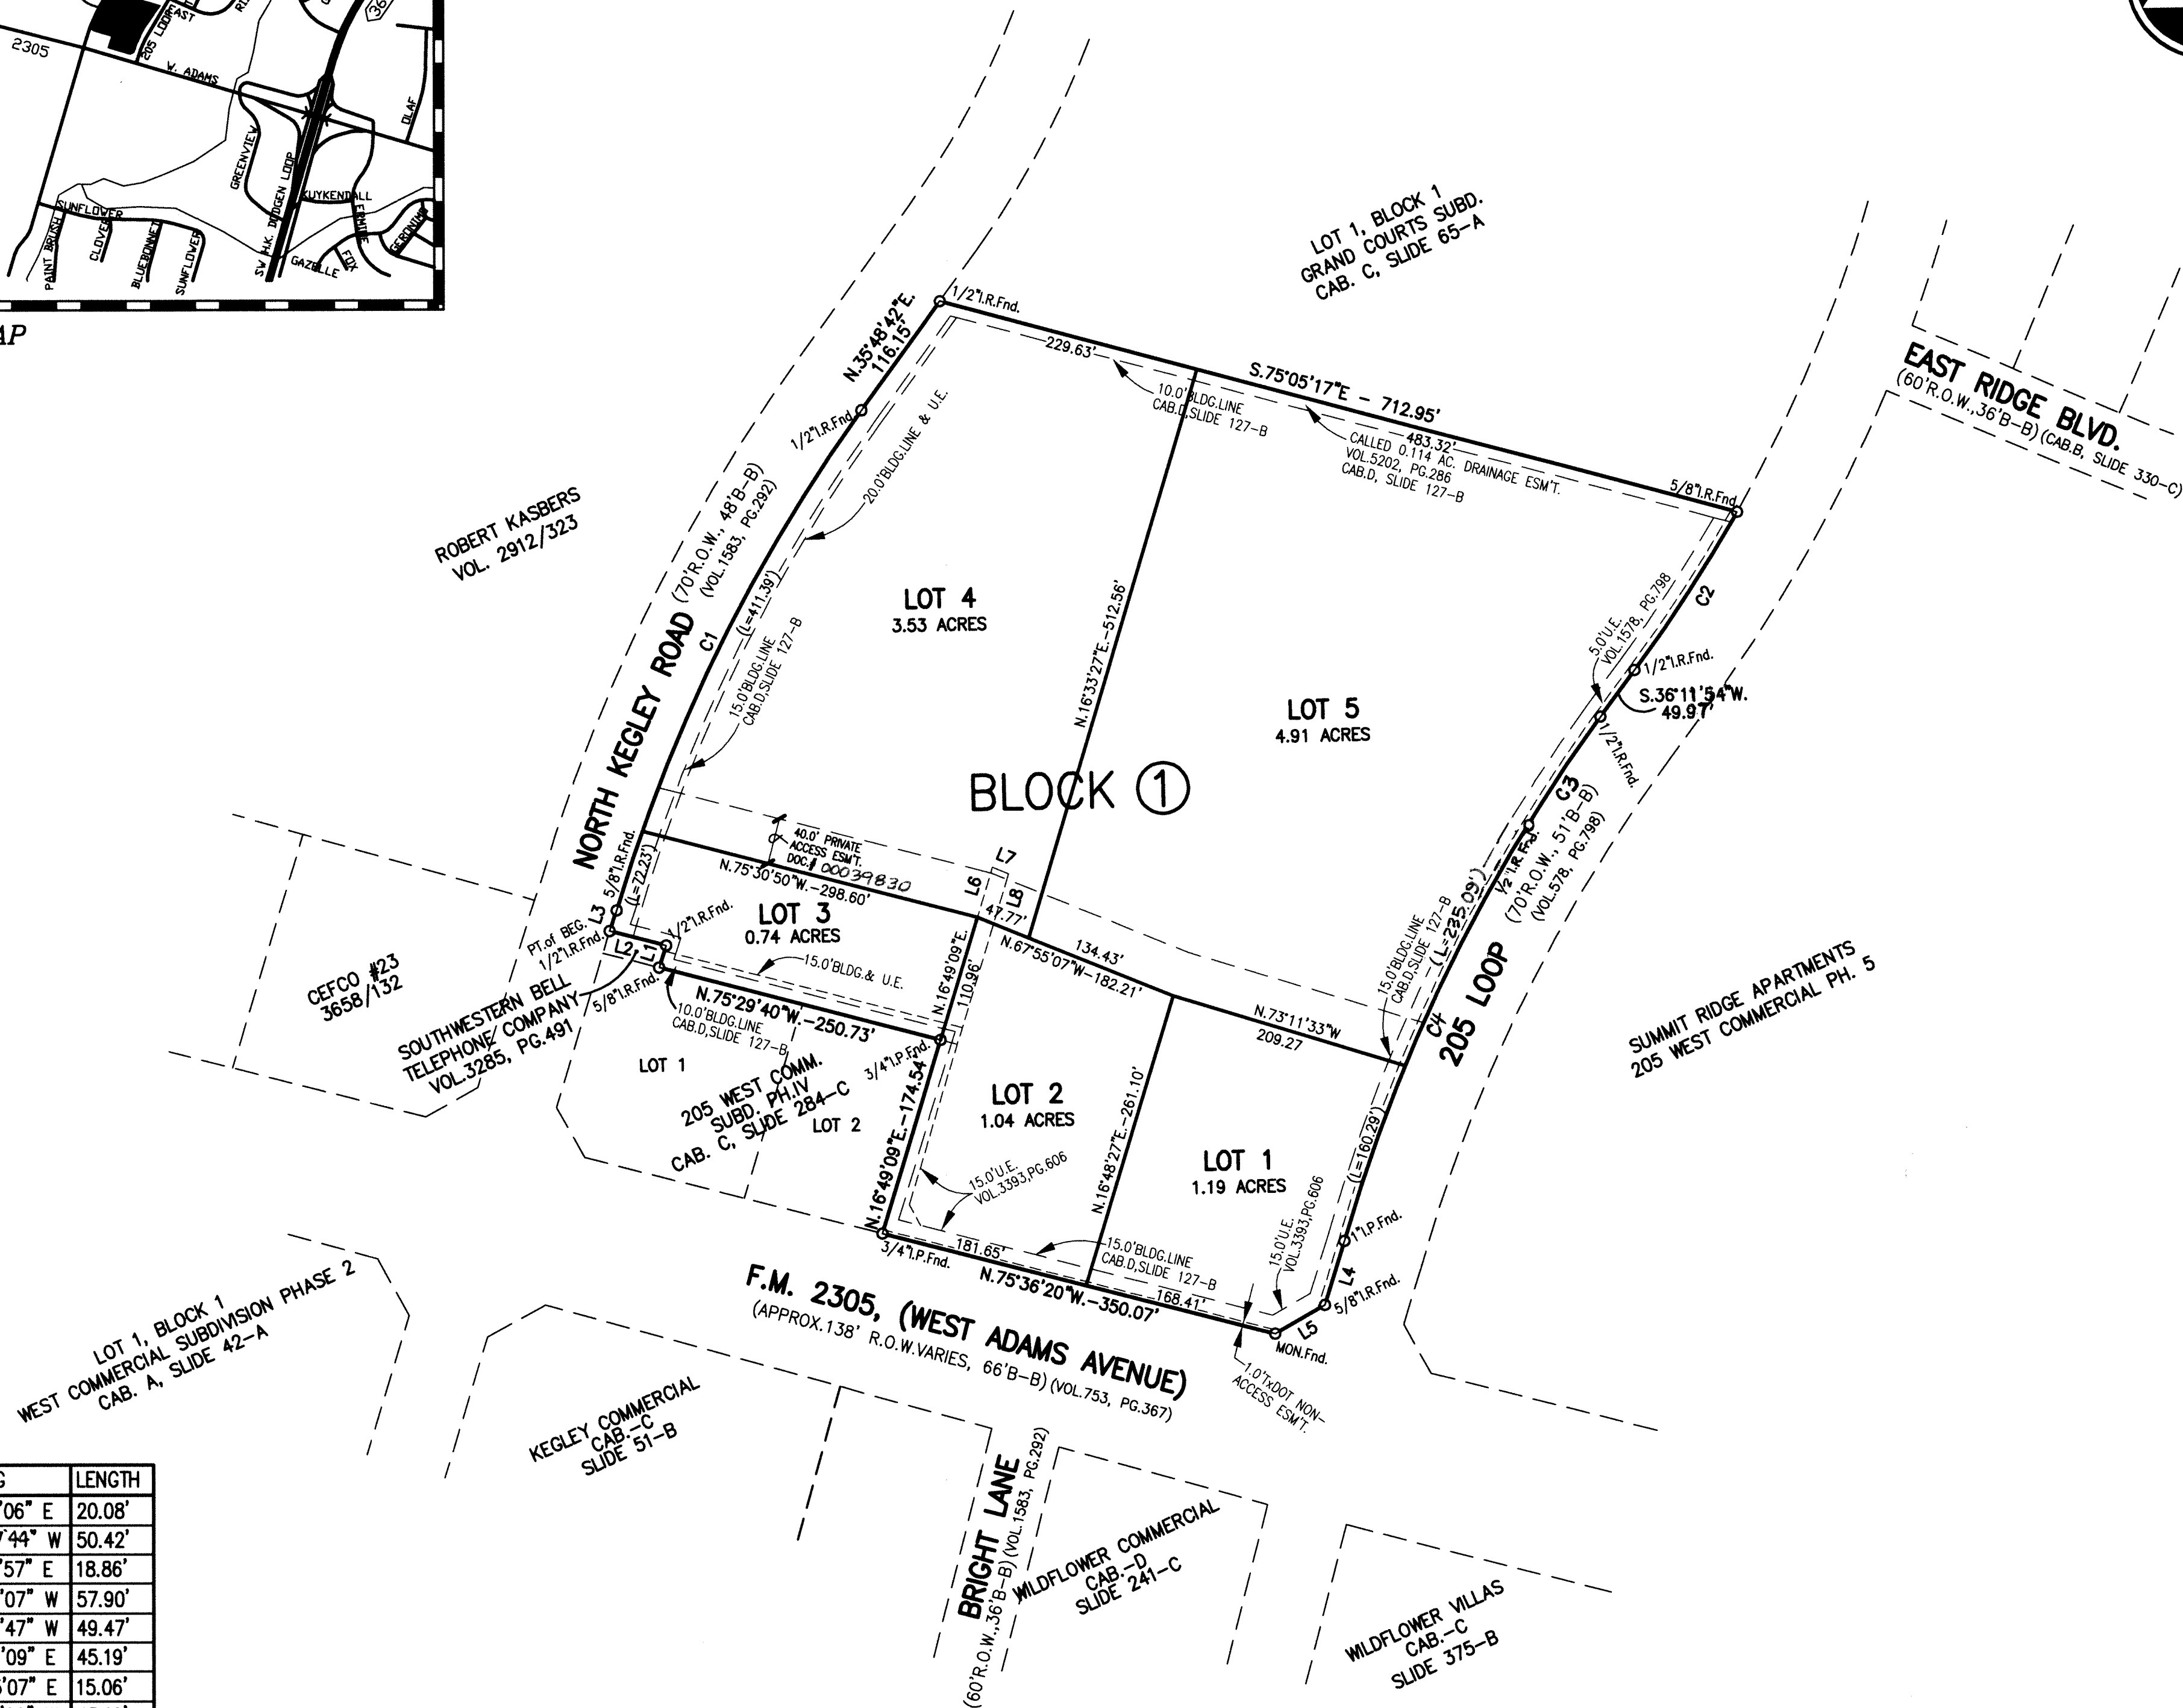 2305
205 LOOP
EAST
W. ADAMS
GREENVIEW
OLAF
SW H.K. DODGEN LOOP
KUYKENDALL
ERMINE
GERONIMO
FOX
GAZELLE
SUNFLOWER
PAINT BRUSH
CLOVER
BLUEBONNET
SUNFLOWER
AP
LOT 1, BLOCK 1
GRAND COURTS SUBD.
CAB. C, SLIDE 65-A
EAST RIDGE BLVD.
(60'R.O.W.,36'B-B)(CAB.B, SLIDE 330-C)
N.35°48'42"E.
116.15'
1/2"I.R.Fnd.
229.63'
S.75°05'17"E - 712.95'
10.0'BLDG.LINE
CAB.D,SLIDE 127-B
483.32'
CALLED 0.114 AC. DRAINAGE ESM'T.
VOL.5202, PG.286
CAB.D, SLIDE 127-B
5/8"I.R.Fnd
1/2"I.R.Fnd.
20.0'BLDG.LINE & U.E.
ROBERT KASBERS
VOL. 2912/323
NORTH KEGLEY ROAD
(70'R.O.W., 48'B-B)
(VOL.1583, PG.292)
C1
(L=411.39')
15.0'BLDG.LINE
CAB.D,SLIDE 127-B
LOT 4
3.53 ACRES
N.16°33'27"E.-512.56'
LOT 5
4.91 ACRES
BLOCK 1
C2
5.0'U.E.
VOL.1578, PG.798
1/2"I.R.Fnd.
S.36°11'54"W.
49.97'
1/2"I.R.Fnd.
C3
1/2"I.R.Fnd.
205 LOOP
(70'R.O.W., 51'B-B)
(VOL.578, PG.798)
(L=235.09')
15.0'BLDG.LINE
CAB.D,SLIDE 127-B
C4
SUMMIT RIDGE APARTMENTS
205 WEST COMMERCIAL PH. 5
40.0' PRIVATE
ACCESS ESM'T.
DOC.# 00039830
N.75°30'50"W.-298.60'
L6
L7
L8
5/8"I.R.Fnd.
(L=72.23')
L3
PT.of BEG.
1/2"I.R.Fnd.
L2
L1
1/2"I.R.Fnd.
LOT 3
0.74 ACRES
15.0'BLDG.& U.E.
47.77'
134.43'
N.67°55'07"W-182.21'
N.73°11'33"W
209.27
N.16°49'09"E.
110.96'
5/8"I.R.Fnd.
N.75°29'40"W.-250.73'
10.0'BLDG.LINE
CAB.D,SLIDE 127-B
3/4"I.P.Fnd.
CEFCO #23
3658/132
SOUTHWESTERN BELL
TELEPHONE COMPANY
VOL.3285, PG.491
LOT 1
205 WEST COMM.
SUBD. PH.IV
CAB. C, SLIDE 284-C
LOT 2
N.16°49'09"E.-174.54'
LOT 2
1.04 ACRES
15.0'U.E.
VOL.3393,PG.606
N.16°48'27"E.-261.10'
LOT 1
1.19 ACRES
(L=160.29')
15.0'U.E.
VOL.3393,PG.606
1"I.P.Fnd.
L4
5/8"I.R.Fnd.
L5
MON.Fnd.
3/4"I.P.Fnd.
181.65'
15.0'BLDG.LINE
CAB.D,SLIDE 127-B
N.75°36'20"W.-350.07'
168.41'
1.0'TxDOT NON-
ACCESS ESM'T.
F.M. 2305, (WEST ADAMS AVENUE)
(APPROX.138' R.O.W.VARIES, 66'B-B)(VOL.753, PG.367)
LOT 1, BLOCK 1
WEST COMMERCIAL SUBDIVISION PHASE 2
CAB. A, SLIDE 42-A
KEGLEY COMMERCIAL
CAB.-C
SLIDE 51-B
BRIGHT LANE
(60'R.O.W.,36'B-B)(VOL.1583, PG.292)
WILDFLOWER COMMERCIAL
CAB.-D
SLIDE 241-C
WILDFLOWER VILLAS
CAB.-C
SLIDE 375-B
G LENGTH
'06" E 20.08'
'44" W 50.42'
'57" E 18.86'
'07" W 57.90'
'47" W 49.47'
'09" E 45.19'
'07" E 15.06'